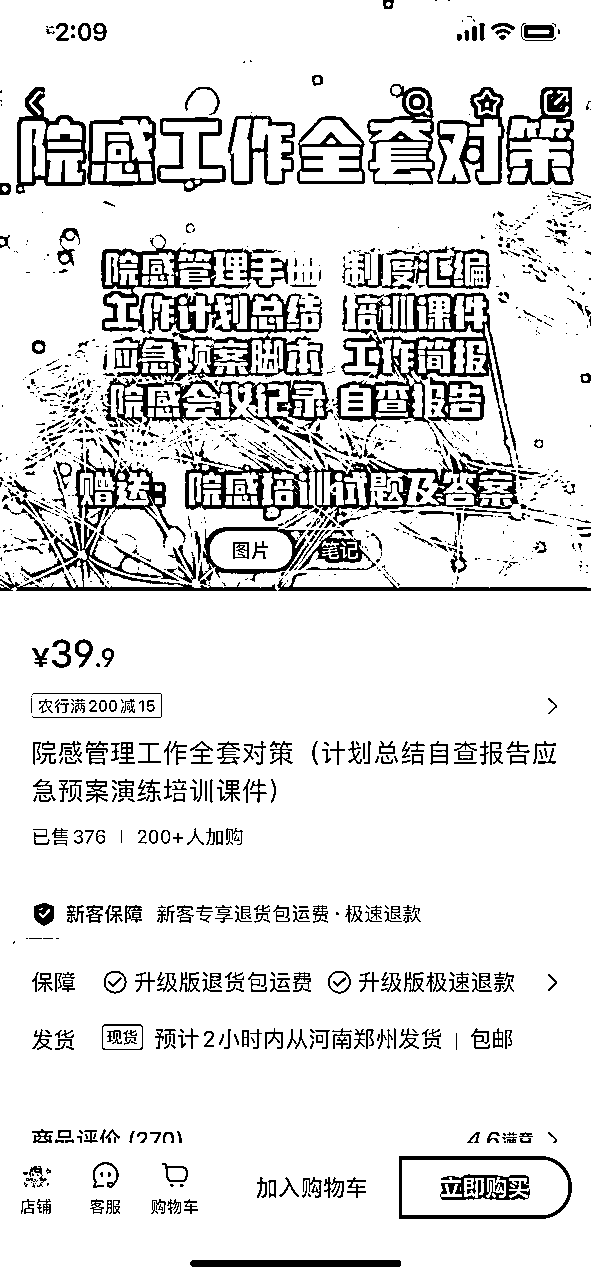 2:09
院感工作全套对策
院感管理手册 制度汇编
工作计划总结 培训课件
应急预案脚本 工作简报
院感会议记录 自查报告
赠送：院感培训试题及答案
图片 笔记
¥39.9
农行满200减15
院感管理工作全套对策（计划总结自查报告应
急预案演练培训课件）
已售376 | 200+人加购
新客保障 新客专享退货包运费·极速退款
保障 升级版退货包运费 升级版极速退款
发货 现货 预计2小时内从河南郑州发货 | 包邮
商品评价 (270) 4.6满意
店铺 客服 购物车 加入购物车 立即购买